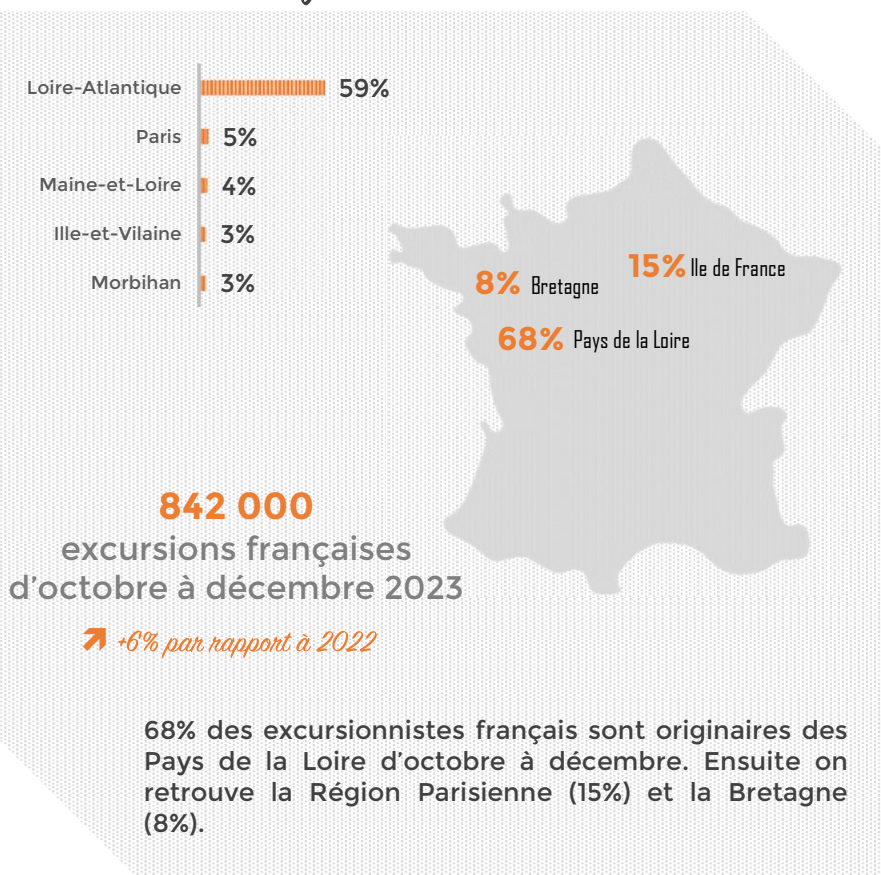 Loire-Atlantique 59%
Paris 5%
Maine-et-Loire 4%
Ille-et-Vilaine 3%
Morbihan 3%
15% Ile de France
8% Bretagne
68% Pays de la Loire
842 000
excursions françaises
d'octobre à décembre 2023
+6% par rapport à 2022
68% des excursionnistes français sont originaires des
Pays de la Loire d'octobre à décembre. Ensuite on
retrouve la Région Parisienne (15%) et la Bretagne
(8%).